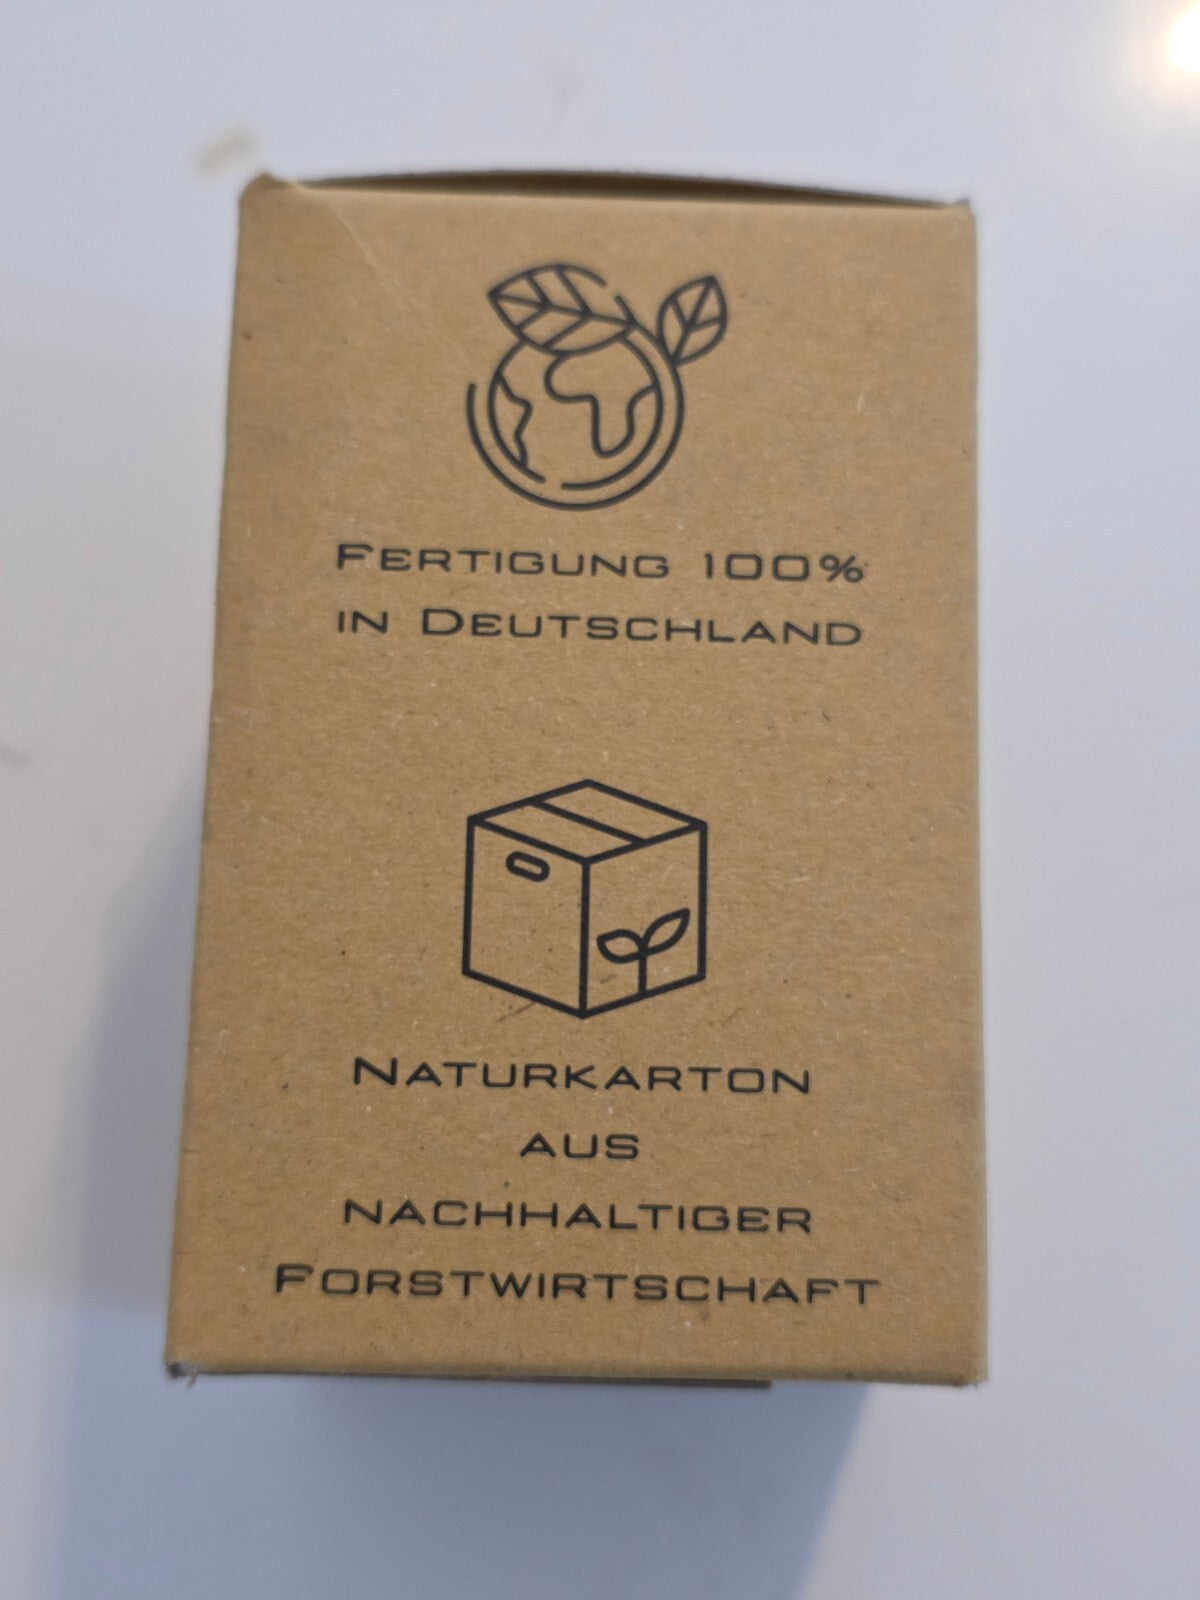 Fertigung 100%
in Deutschland
Naturkarton
aus
nachhaltiger
Forstwirtschaft